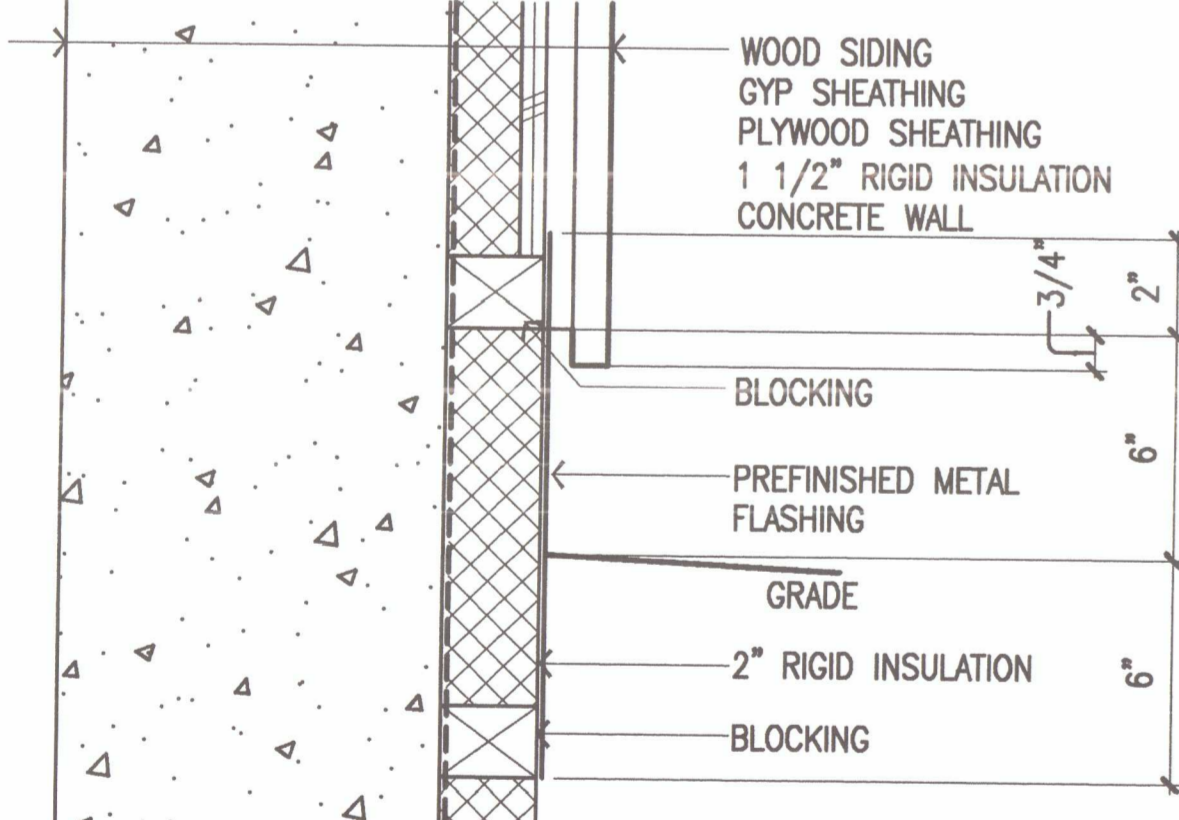 WOOD SIDING
GYP SHEATHING
PLYWOOD SHEATHING
1 1/2" RIGID INSULATION
CONCRETE WALL
3/4"
2"
BLOCKING
6"
PREFINISHED METAL
FLASHING
GRADE
2" RIGID INSULATION
6"
BLOCKING